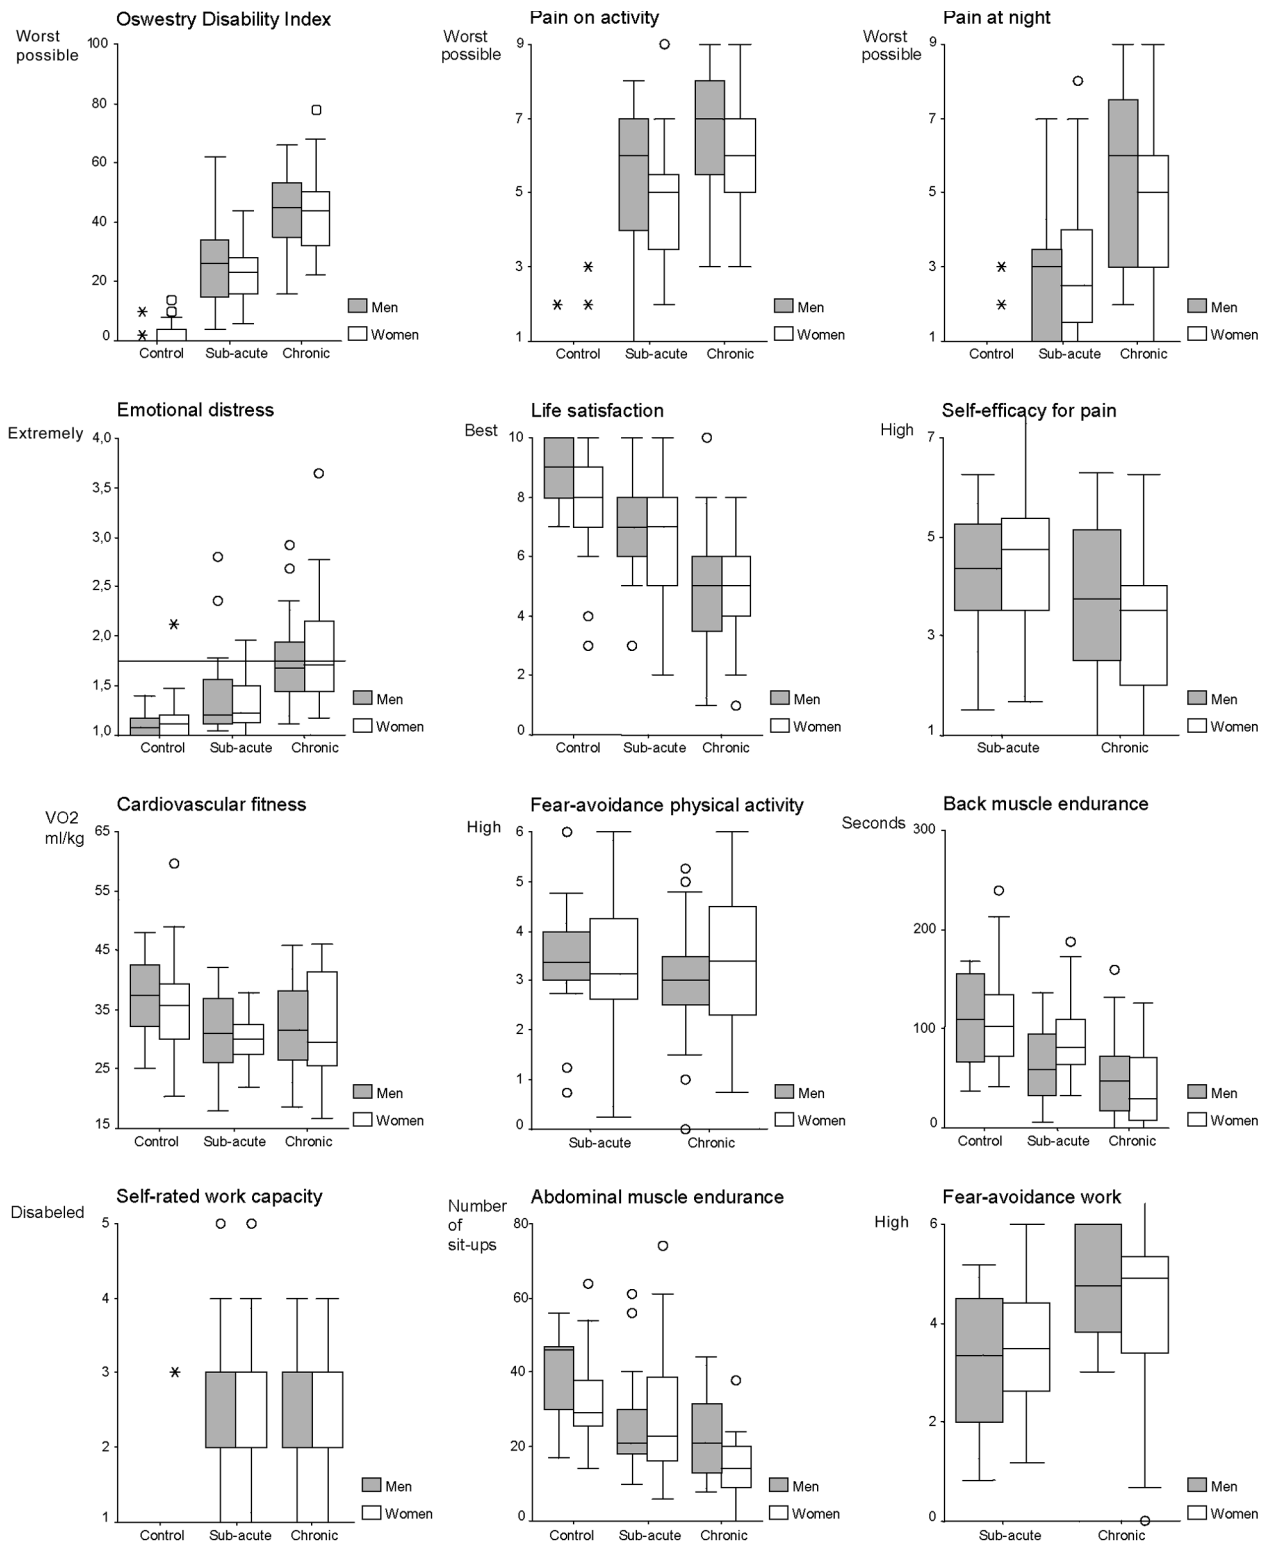 Oswestry Disability Index
Worst
possible
100
80
60
40
20
0
Control
Sub-acute
Chronic
Men
Women
Pain on activity
Worst
possible
9
7
5
3
1
Sub-acute
Chronic
Men
Women
Pain at night
Worst
possible
9
7
5
3
1
Control
Sub-acute
Chronic
Men
Women
Emotional distress
Extremely
4,0
3,5
3,0
2,5
2,0
1,5
1,0
Control
Sub-acute
Chronic
Men
Women
Life satisfaction
Best
10
8
6
4
2
0
Control
Sub-acute
Chronic
Men
Women
Self-efficacy for pain
High
7
5
3
1
Sub-acute
Chronic
Men
Women
Cardiovascular fitness
VO2
ml/kg
65
55
45
35
25
15
Control
Sub-acute
Chronic
Men
Women
Fear-avoidance physical activity
High
6
5
4
3
2
1
0
Sub-acute
Chronic
Men
Women
Back muscle endurance
Seconds
300
200
100
0
Control
Sub-acute
Chronic
Men
Women
Self-rated work capacity
Disabeled
5
4
3
2
1
Control
Sub-acute
Chronic
Men
Women
Abdominal muscle endurance
Number
of
sit-ups
80
60
40
20
0
Control
Sub-acute
Chronic
Men
Women
Fear-avoidance work
High
6
4
2
0
Sub-acute
Chronic
Men
Women